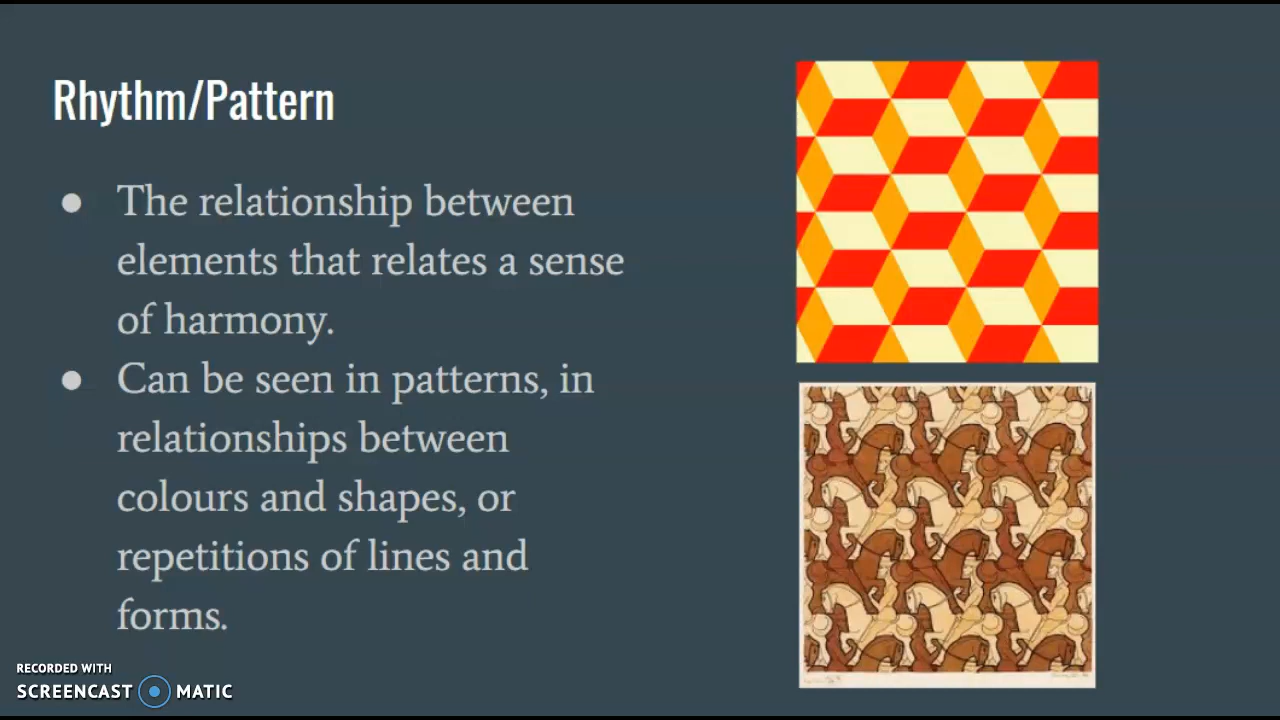 Rhythm/Pattern
● The relationship between
elements that relates a sense
of harmony.
● Can be seen in patterns, in
relationships between
colours and shapes, or
repetitions of lines and
forms.
RECORDED WITH
SCREENCAST MATIC